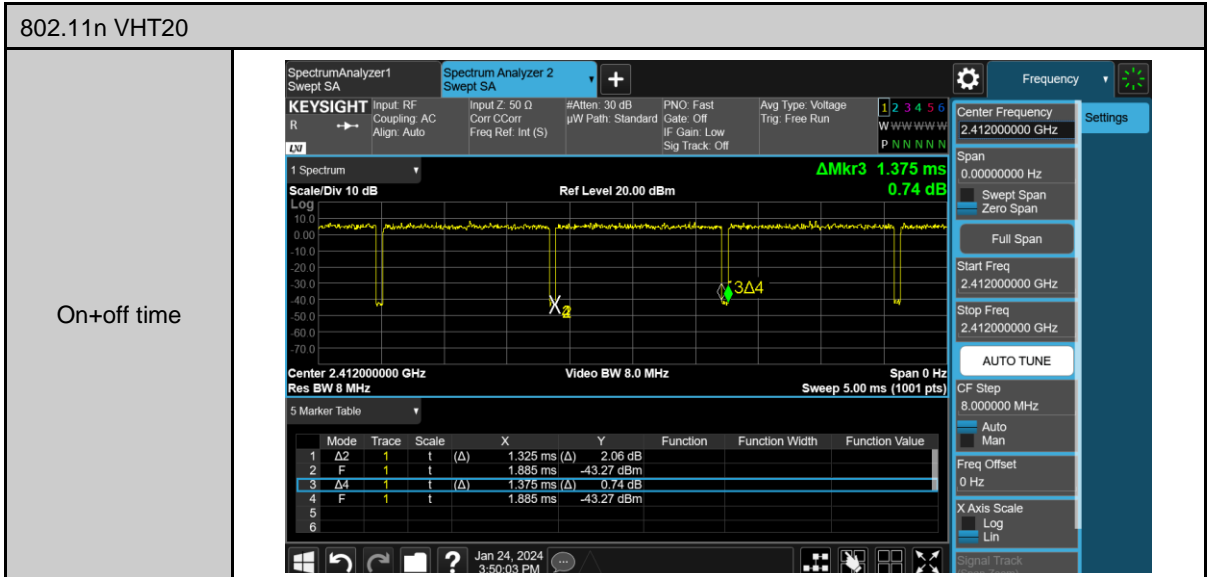 802.11n VHT20
On+off time
SpectrumAnalyzer1
Swept SA
Spectrum Analyzer 2
Swept SA
+
Frequency
KEYSIGHT
R
LXI
Input: RF
Coupling: AC
Align: Auto
Input Z: 50 Ω
Corr CCorr
Freq Ref: Int (S)
#Atten: 30 dB
µW Path: Standard
PNO: Fast
Gate: Off
IF Gain: Low
Sig Track: Off
Avg Type: Voltage
Trig: Free Run
1 2 3 4 5 6
W W W W W W
P N N N N N
1 Spectrum
ΔMkr3 1.375 ms
0.74 dB
Scale/Div 10 dB
Ref Level 20.00 dBm
Log
10.0
0.00
-10.0
-20.0
-30.0
-40.0
-50.0
-60.0
-70.0
3Δ4
Center 2.412000000 GHz
Video BW 8.0 MHz
Span 0 Hz
Res BW 8 MHz
Sweep 5.00 ms (1001 pts)
5 Marker Table
Mode Trace Scale X Y Function Function Width Function Value
1 Δ2 1 t (Δ) 1.325 ms (Δ) 2.06 dB
2 F 1 t 1.885 ms -43.27 dBm
3 Δ4 1 t (Δ) 1.375 ms (Δ) 0.74 dB
4 F 1 t 1.885 ms -43.27 dBm
5
6
?
Jan 24, 2024
3:50:03 PM
Center Frequency
2.412000000 GHz
Settings
Span
0.00000000 Hz
Swept Span
Zero Span
Full Span
Start Freq
2.412000000 GHz
Stop Freq
2.412000000 GHz
AUTO TUNE
CF Step
8.000000 MHz
Auto
Man
Freq Offset
0 Hz
X Axis Scale
Log
Lin
Signal Track